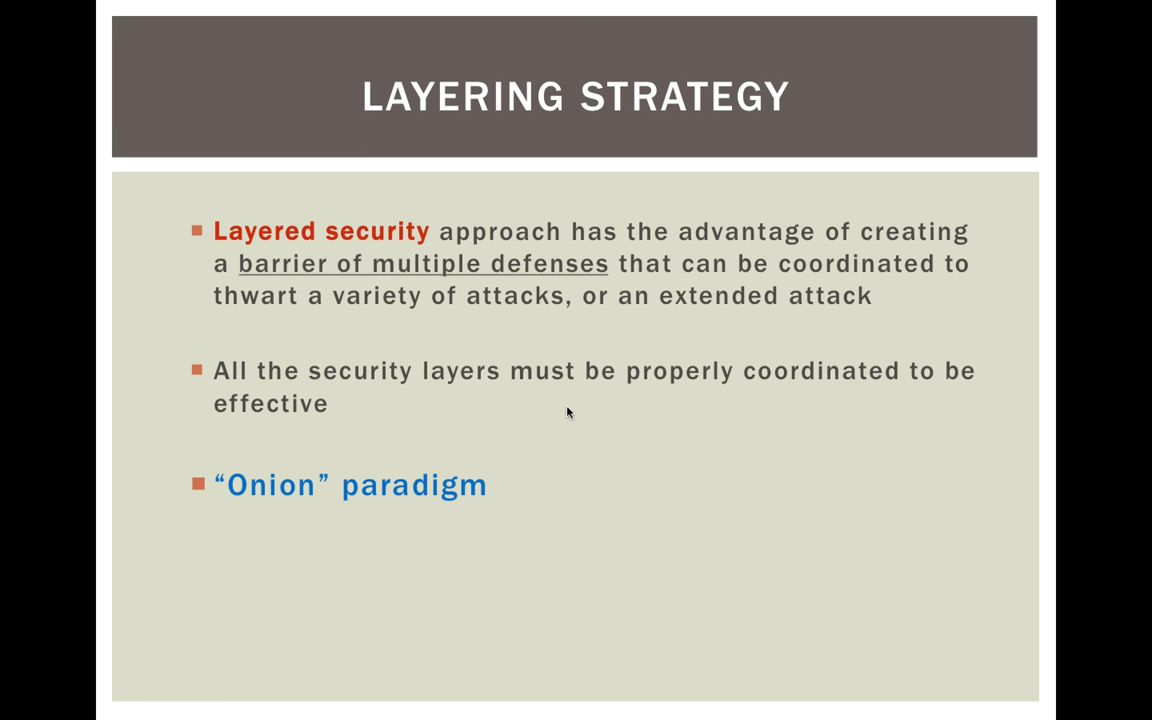 LAYERING STRATEGY
Layered security approach has the advantage of creating
a barrier of multiple defenses that can be coordinated to
thwart a variety of attacks, or an extended attack
All the security layers must be properly coordinated to be
effective
“Onion” paradigm